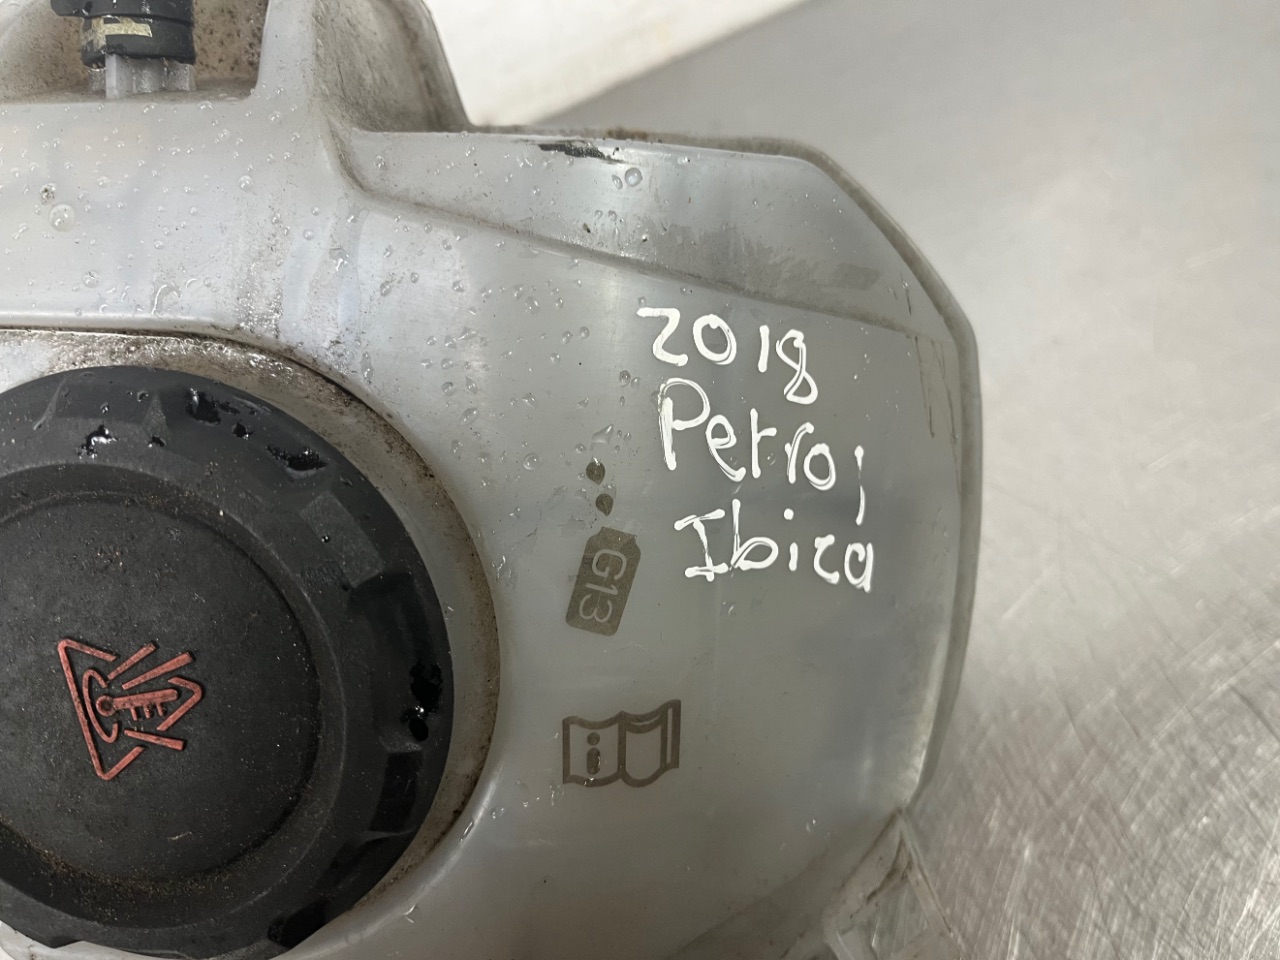 2018
Petrol
Ibiza
G13
i